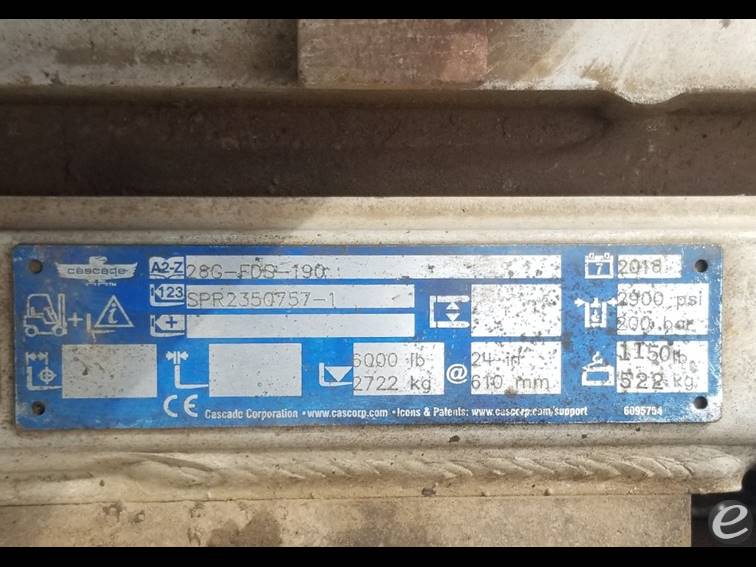 cascade
A2-Z 28G-FDS-190 7 2018
123 SPR2350757-1 2900 psi
200 bar
6000 lb @ 24 in 1150 lb
2722 kg 610 mm 522 kg
CE Cascade Corporation • www.cascorp.com • Icons & Patents: www.cascorp.com/support 6095754
e